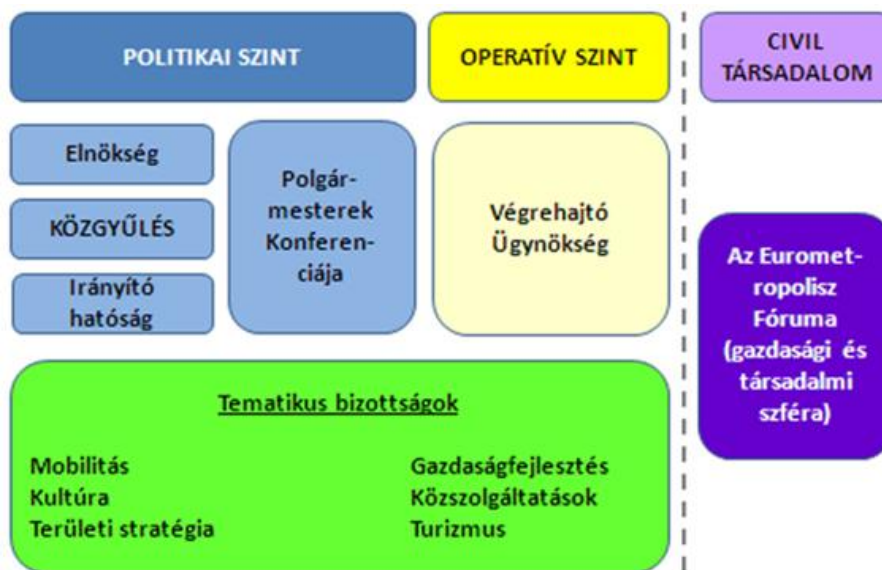 POLITIKAI SZINT
OPERATÍV SZINT
CIVIL
TÁRSADALOM
Elnökség
KÖZGYŰLÉS
Irányító
hatóság
Polgár-
mesterek
Konferen-
ciája
Végrehajtó
Ügynökség
Az Euromet-
ropolisz
Fóruma
(gazdasági és
társadalmi
szféra)
Tematikus bizottságok
Mobilitás
Kultúra
Területi stratégia
Gazdaságfejlesztés
Közszolgáltatások
Turizmus